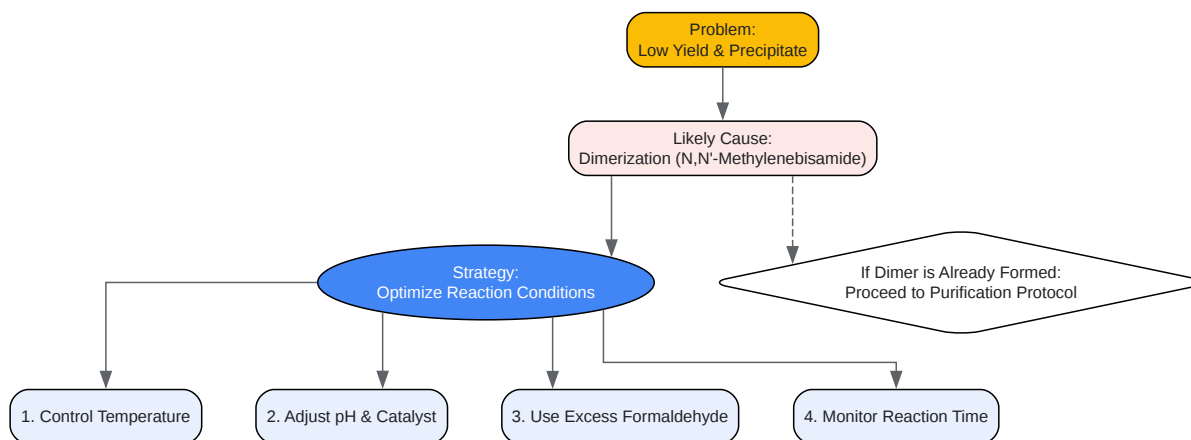 Problem:
Low Yield & Precipitate
Likely Cause:
Dimerization (N,N'-Methylenebisamide)
Strategy:
Optimize Reaction Conditions
If Dimer is Already Formed:
Proceed to Purification Protocol
1. Control Temperature
2. Adjust pH & Catalyst
3. Use Excess Formaldehyde
4. Monitor Reaction Time